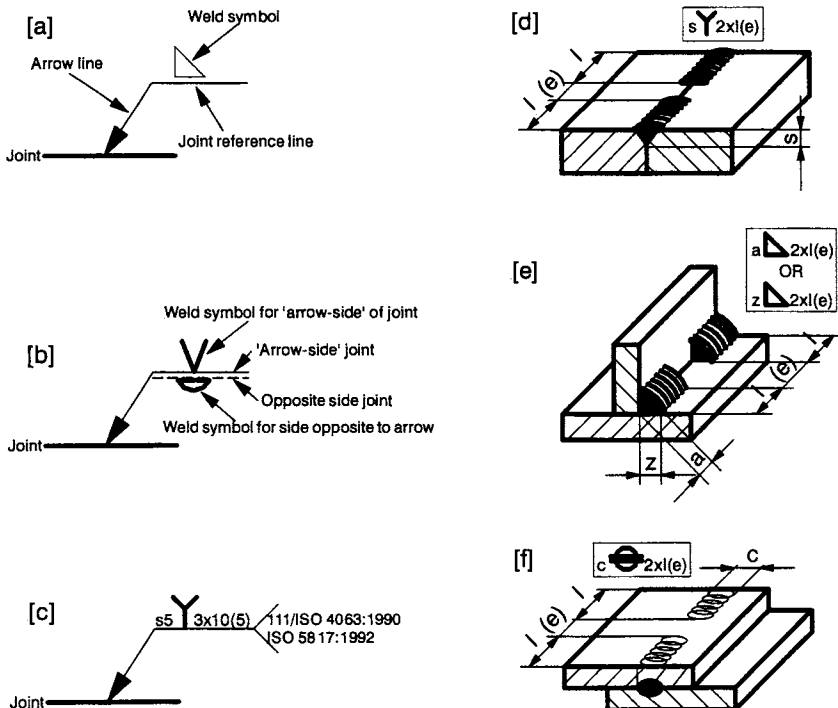 [a]
Weld symbol
Arrow line
Joint reference line
Joint
[b]
Weld symbol for 'arrow-side' of joint
'Arrow-side' joint
Opposite side joint
Weld symbol for side opposite to arrow
Joint
[c]
s5 3x10(5) 111/ISO 4063:1990
ISO 5817:1992
Joint
[d]
s 2xl(e)
l
(e)
l
s
[e]
a 2xl(e)
OR
z 2xl(e)
l
(e)
l
z
a
[f]
c 2xl(e)
c
l
(e)
l